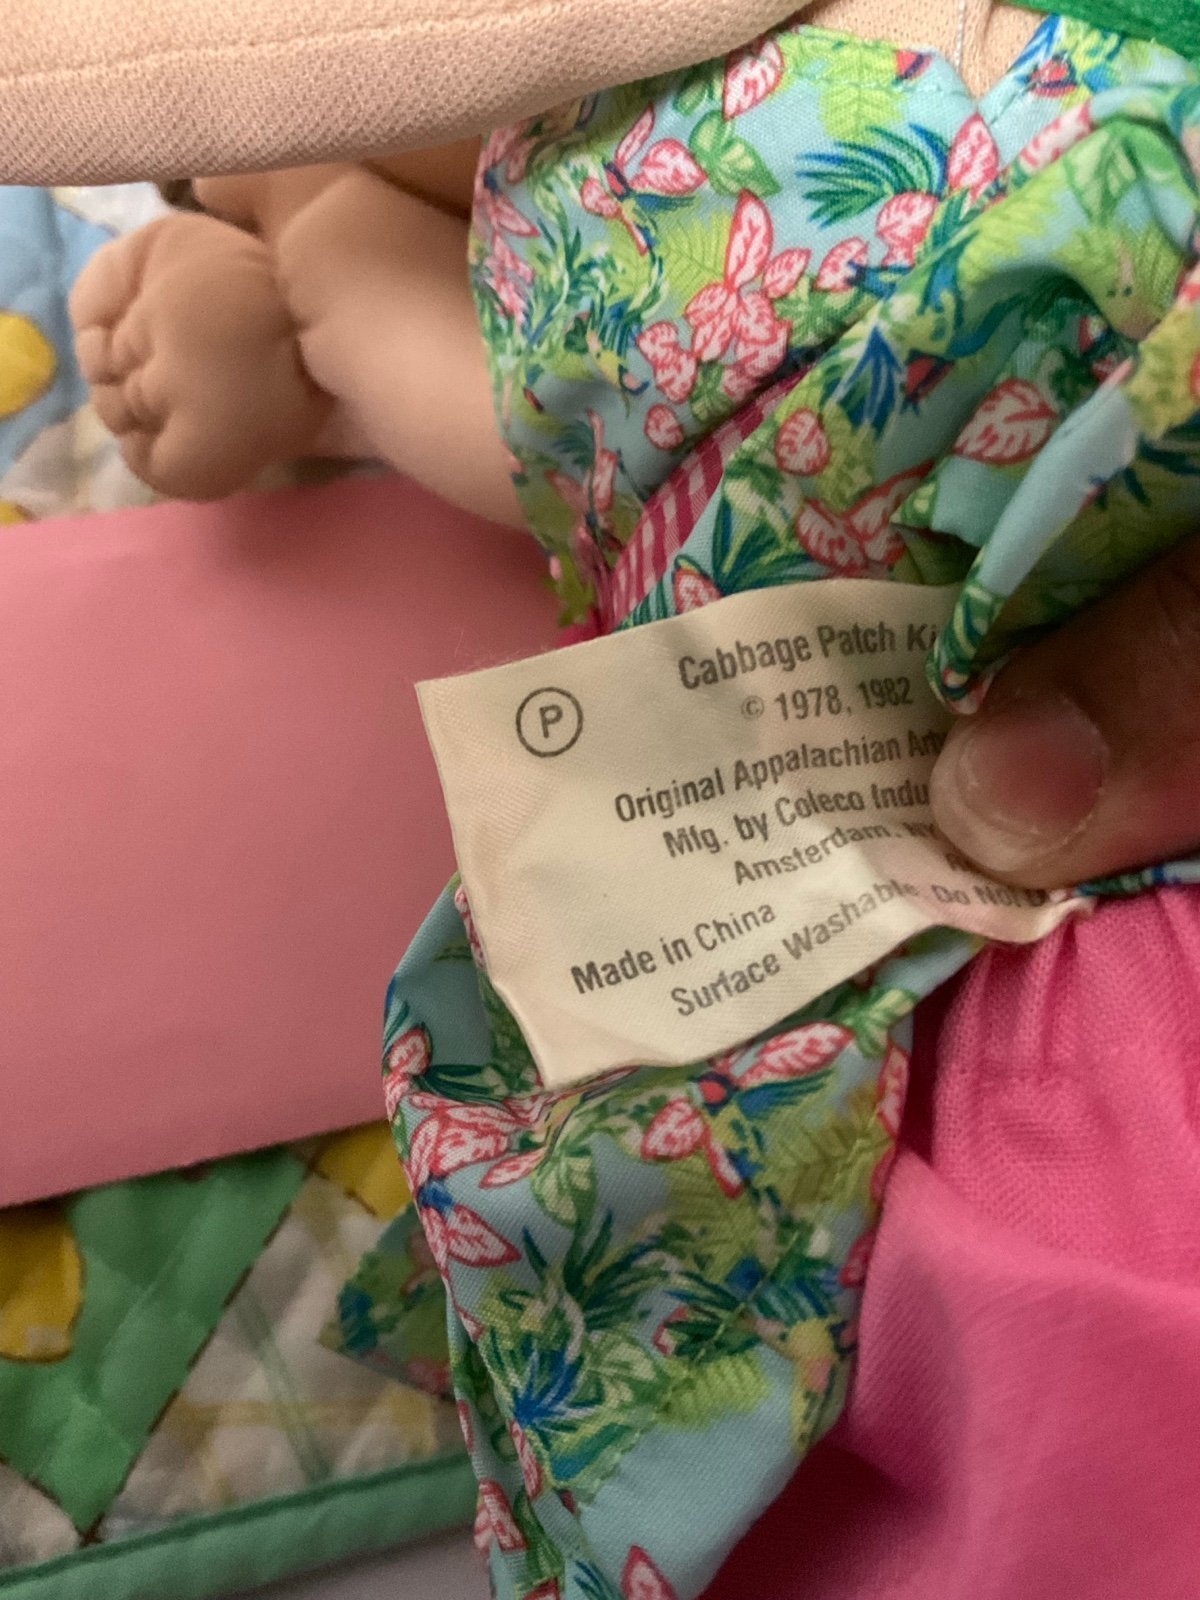 P
Cabbage Patch Ki
© 1978, 1982
Original Appalachian Art
Mfg. by Coleco Indu
Amsterdam, NY
Made in China
Surface Washable Do Not D